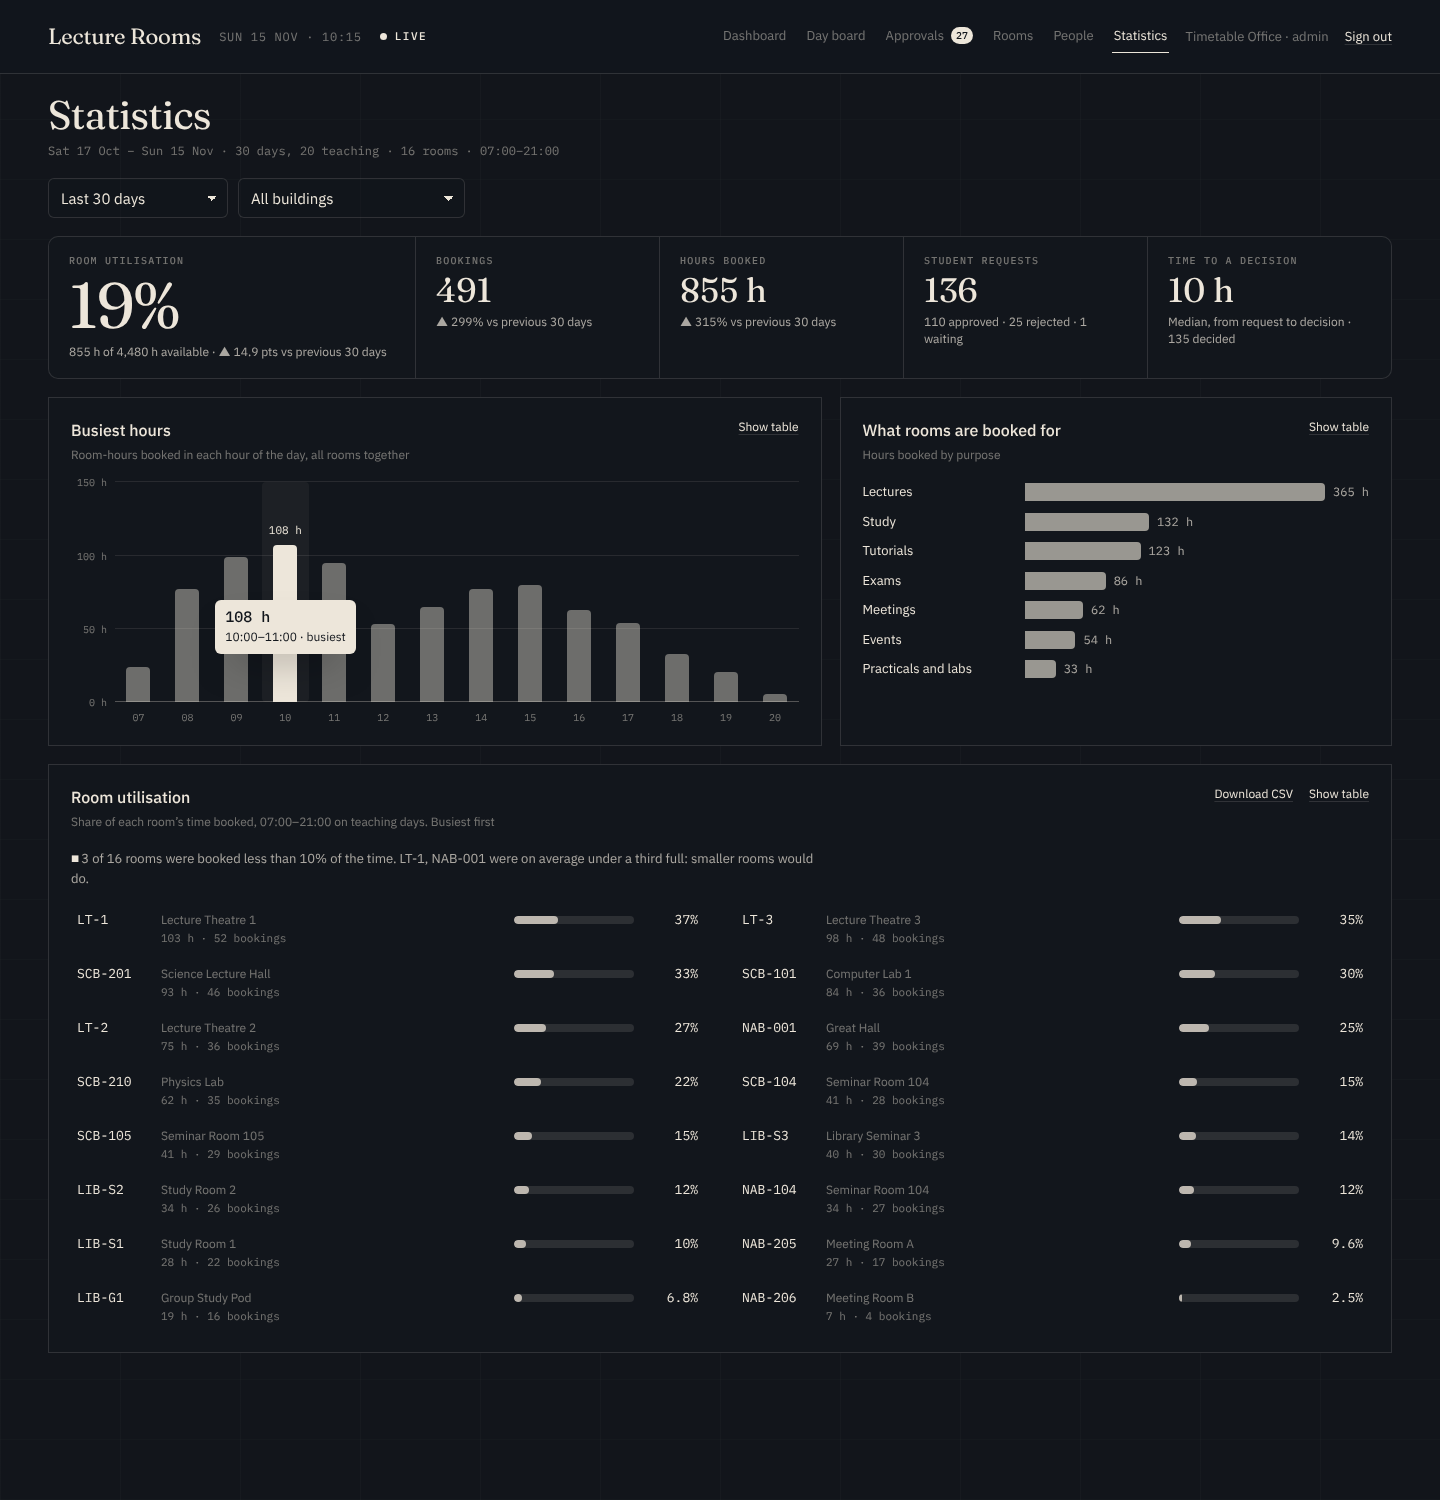 Lecture Rooms SUN 15 NOV · 10:15 LIVE Dashboard Day board Approvals 27 Rooms People Statistics Timetable Office · admin Sign out
Statistics
Sat 17 Oct – Sun 15 Nov · 30 days, 20 teaching · 16 rooms · 07:00–21:00
Last 30 days All buildings
ROOM UTILISATION
19%
855 h of 4,480 h available · ▲ 14.9 pts vs previous 30 days
BOOKINGS
491
▲ 299% vs previous 30 days
HOURS BOOKED
855 h
▲ 315% vs previous 30 days
STUDENT REQUESTS
136
110 approved · 25 rejected · 1
waiting
TIME TO A DECISION
10 h
Median, from request to decision ·
135 decided
Busiest hours Show table
Room-hours booked in each hour of the day, all rooms together
150 h
108 h
100 h
108 h
10:00–11:00 · busiest
50 h
0 h
07 08 09 10 11 12 13 14 15 16 17 18 19 20
What rooms are booked for Show table
Hours booked by purpose
Lectures 365 h
Study 132 h
Tutorials 123 h
Exams 86 h
Meetings 62 h
Events 54 h
Practicals and labs 33 h
Room utilisation Download CSV Show table
Share of each room's time booked, 07:00–21:00 on teaching days. Busiest first
■ 3 of 16 rooms were booked less than 10% of the time. LT-1, NAB-001 were on average under a third full: smaller rooms would
do.
LT-1 Lecture Theatre 1 37% LT-3 Lecture Theatre 3 35%
103 h · 52 bookings 98 h · 48 bookings
SCB-201 Science Lecture Hall 33% SCB-101 Computer Lab 1 30%
93 h · 46 bookings 84 h · 36 bookings
LT-2 Lecture Theatre 2 27% NAB-001 Great Hall 25%
75 h · 36 bookings 69 h · 39 bookings
SCB-210 Physics Lab 22% SCB-104 Seminar Room 104 15%
62 h · 35 bookings 41 h · 28 bookings
SCB-105 Seminar Room 105 15% LIB-S3 Library Seminar 3 14%
41 h · 29 bookings 40 h · 30 bookings
LIB-S2 Study Room 2 12% NAB-104 Seminar Room 104 12%
34 h · 26 bookings 34 h · 27 bookings
LIB-S1 Study Room 1 10% NAB-205 Meeting Room A 9.6%
28 h · 22 bookings 27 h · 17 bookings
LIB-G1 Group Study Pod 6.8% NAB-206 Meeting Room B 2.5%
19 h · 16 bookings 7 h · 4 bookings